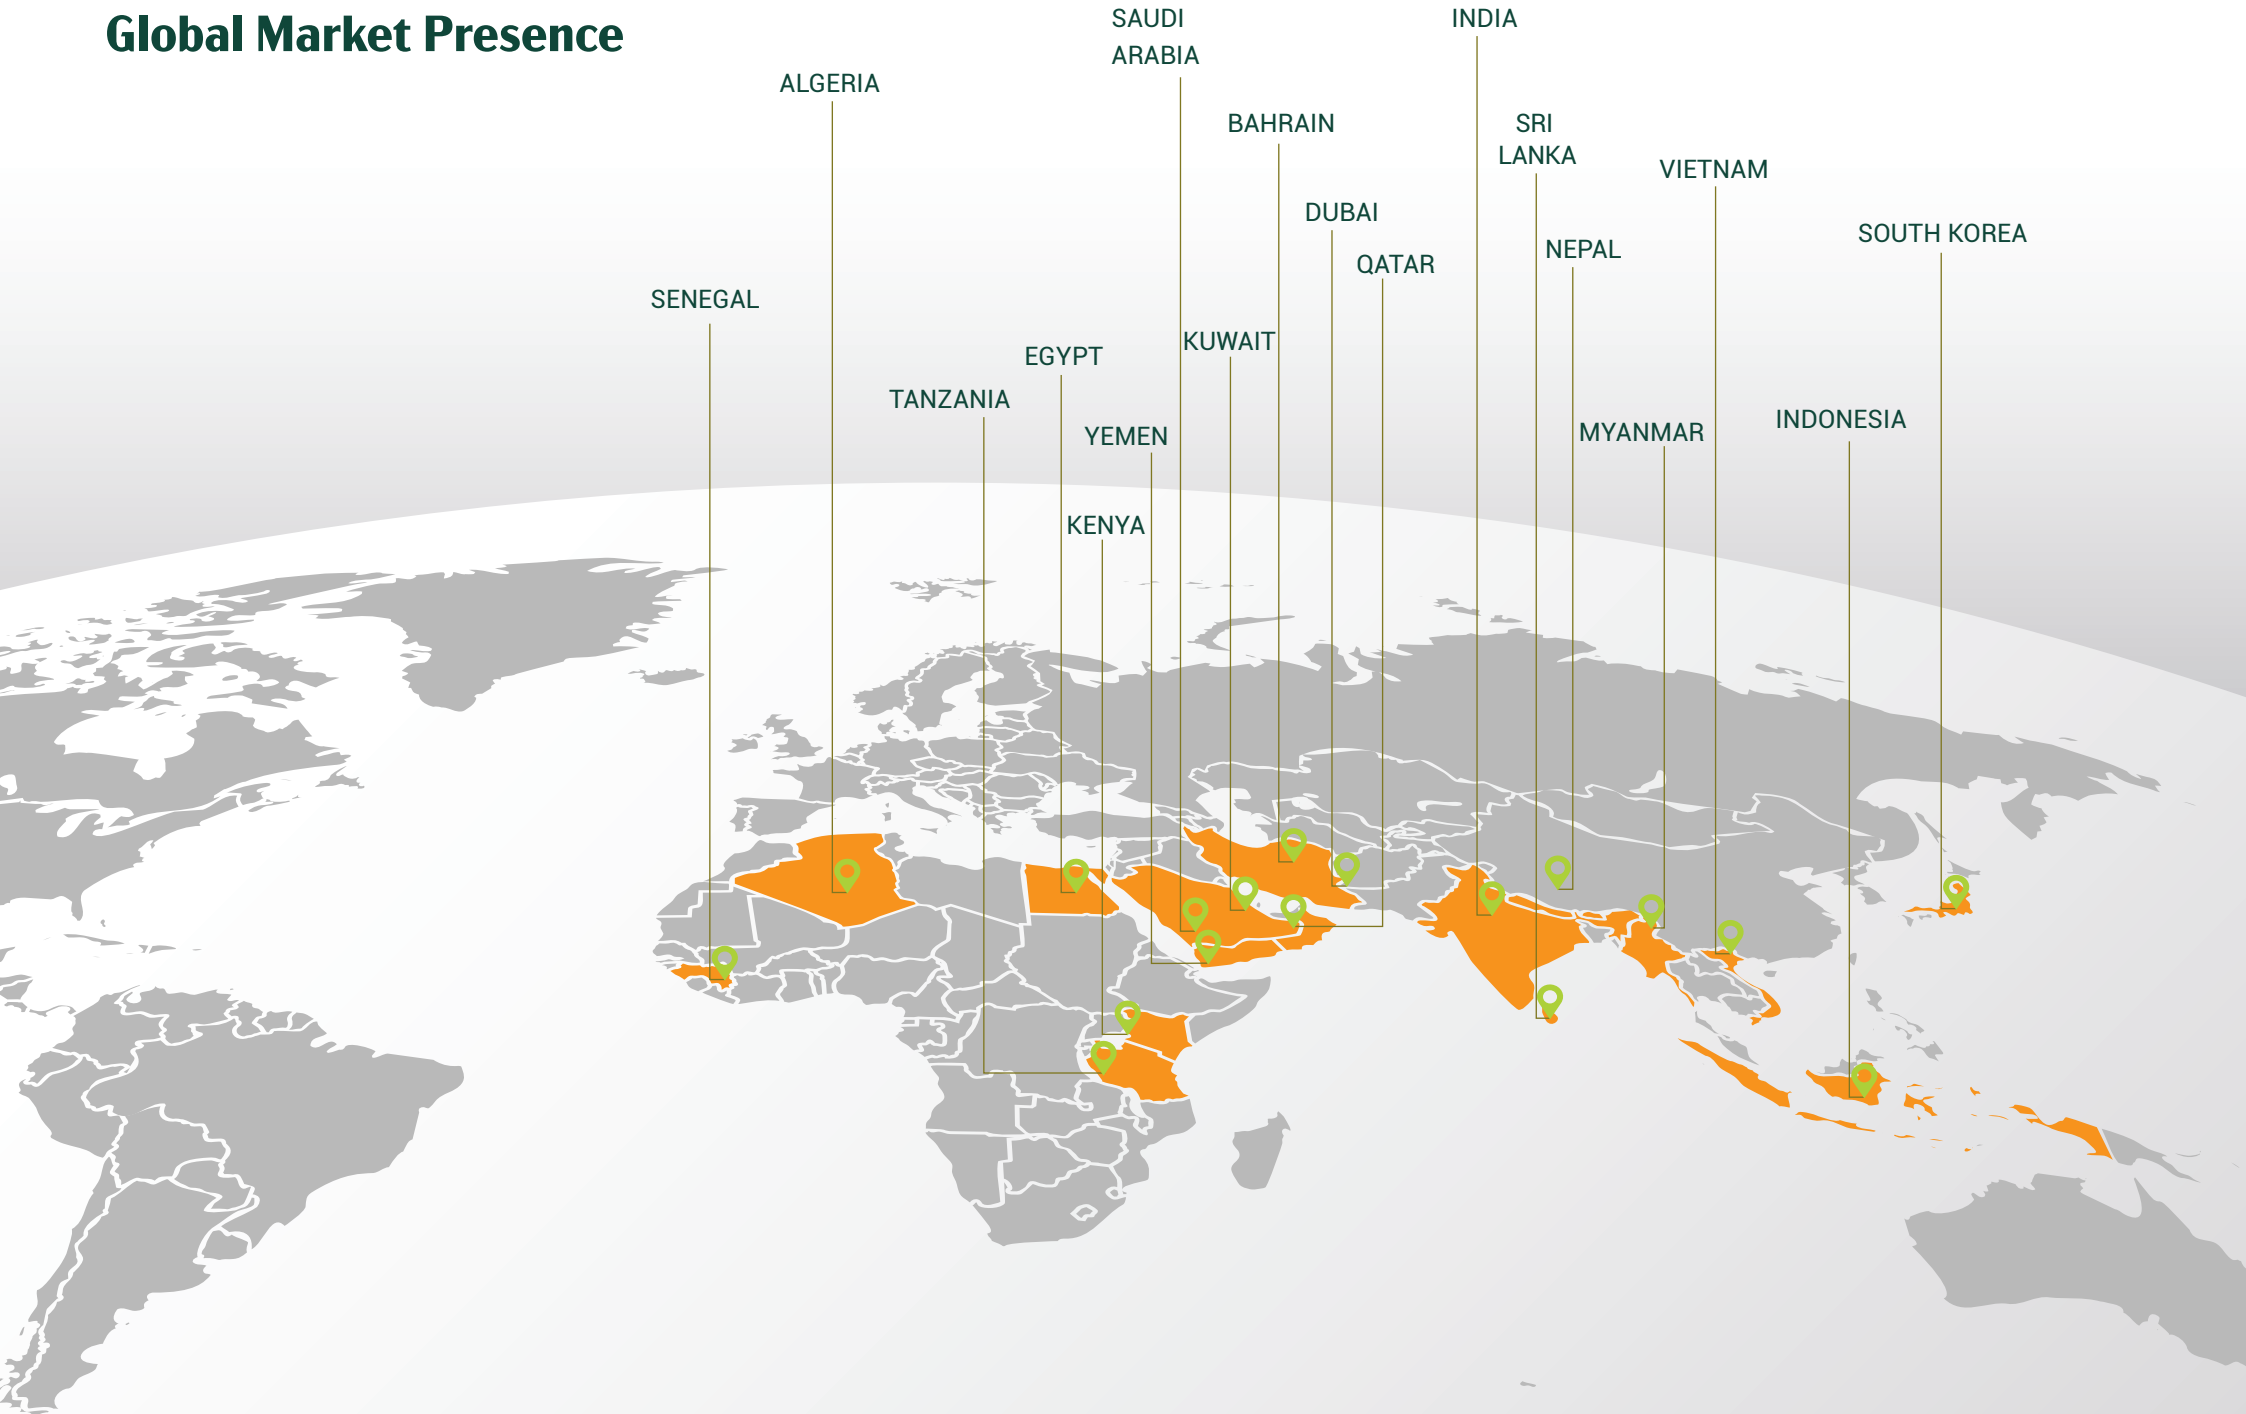 Global Market Presence
SAUDI
ARABIA
INDIA
ALGERIA
BAHRAIN
SRI
LANKA
VIETNAM
DUBAI
SOUTH KOREA
NEPAL
QATAR
SENEGAL
KUWAIT
EGYPT
TANZANIA
INDONESIA
MYANMAR
YEMEN
KENYA